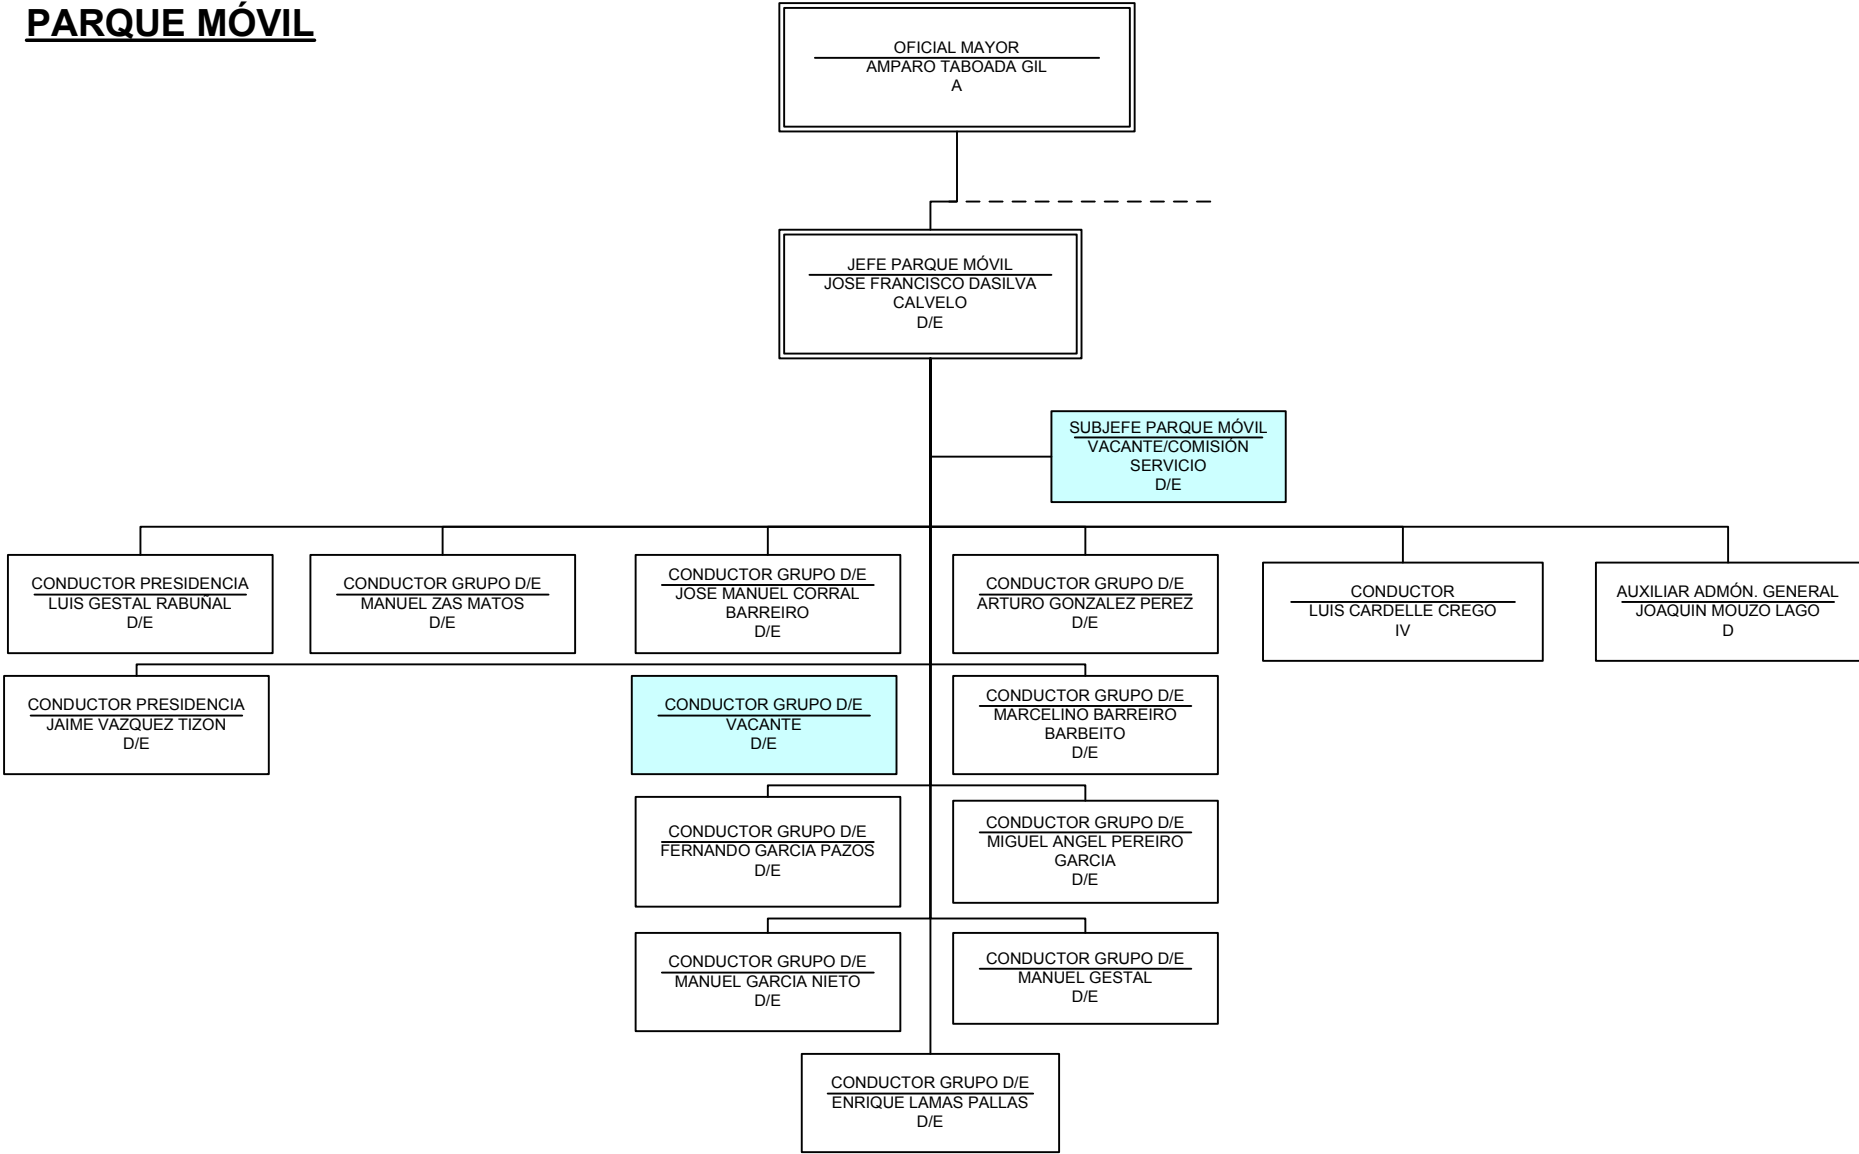 PARQUE MÓVIL
OFICIAL MAYOR
AMPARO TABOADA GIL
A
JEFE PARQUE MÓVIL
JOSE FRANCISCO DASILVA
CALVELO
D/E
SUBJEFE PARQUE MÓVIL
VACANTE/COMISIÓN
SERVICIO
D/E
CONDUCTOR PRESIDENCIA
LUIS GESTAL RABUÑAL
D/E
CONDUCTOR GRUPO D/E
MANUEL ZAS MATOS
D/E
CONDUCTOR GRUPO D/E
JOSE MANUEL CORRAL
BARREIRO
D/E
CONDUCTOR GRUPO D/E
ARTURO GONZALEZ PEREZ
D/E
CONDUCTOR
LUIS CARDELLE CREGO
IV
AUXILIAR ADMÓN. GENERAL
JOAQUIN MOUZO LAGO
D
CONDUCTOR PRESIDENCIA
JAIME VAZQUEZ TIZON
D/E
CONDUCTOR GRUPO D/E
VACANTE
D/E
CONDUCTOR GRUPO D/E
MARCELINO BARREIRO
BARBEITO
D/E
CONDUCTOR GRUPO D/E
FERNANDO GARCIA PAZOS
D/E
CONDUCTOR GRUPO D/E
MIGUEL ANGEL PEREIRO
GARCIA
D/E
CONDUCTOR GRUPO D/E
MANUEL GARCIA NIETO
D/E
CONDUCTOR GRUPO D/E
MANUEL GESTAL
D/E
CONDUCTOR GRUPO D/E
ENRIQUE LAMAS PALLAS
D/E